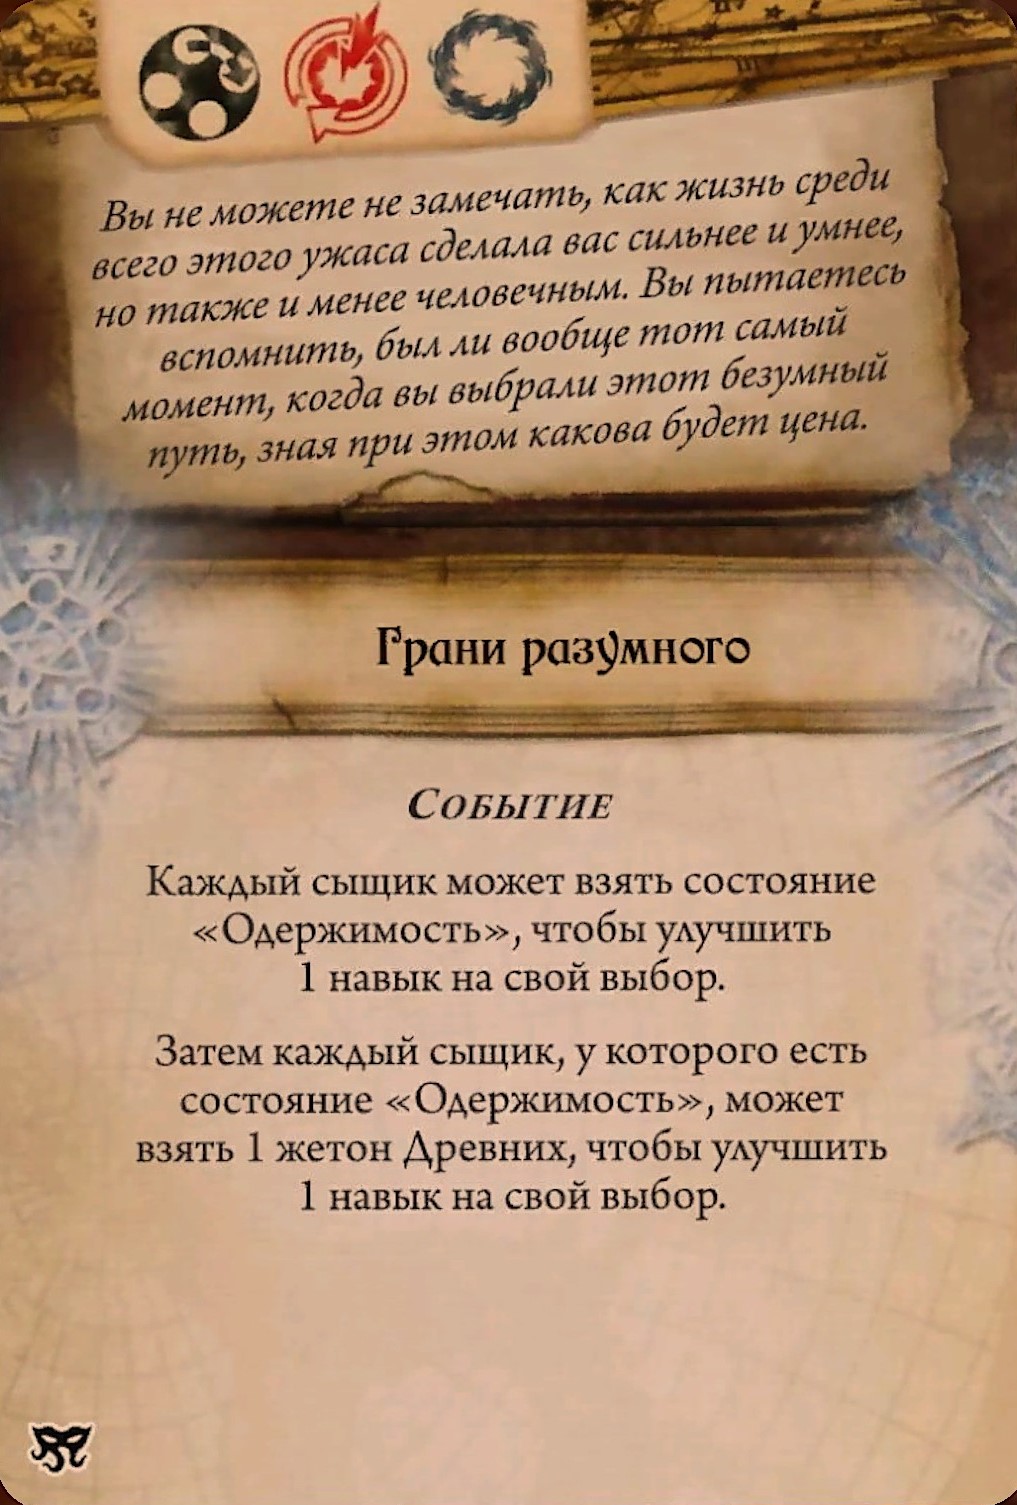 Вы не можете не замечать, как жизнь среди
всего этого ужаса сделала вас сильнее и умнее,
но также и менее человечным. Вы пытаетесь
вспомнить, был ли вообще тот самый
момент, когда вы выбрали этот безумный
путь, зная при этом какова будет цена.
Грани разумного
Событие
Каждый сыщик может взять состояние
«Одержимость», чтобы улучшить
1 навык на свой выбор.
Затем каждый сыщик, у которого есть
состояние «Одержимость», может
взять 1 жетон Древних, чтобы улучшить
1 навык на свой выбор.